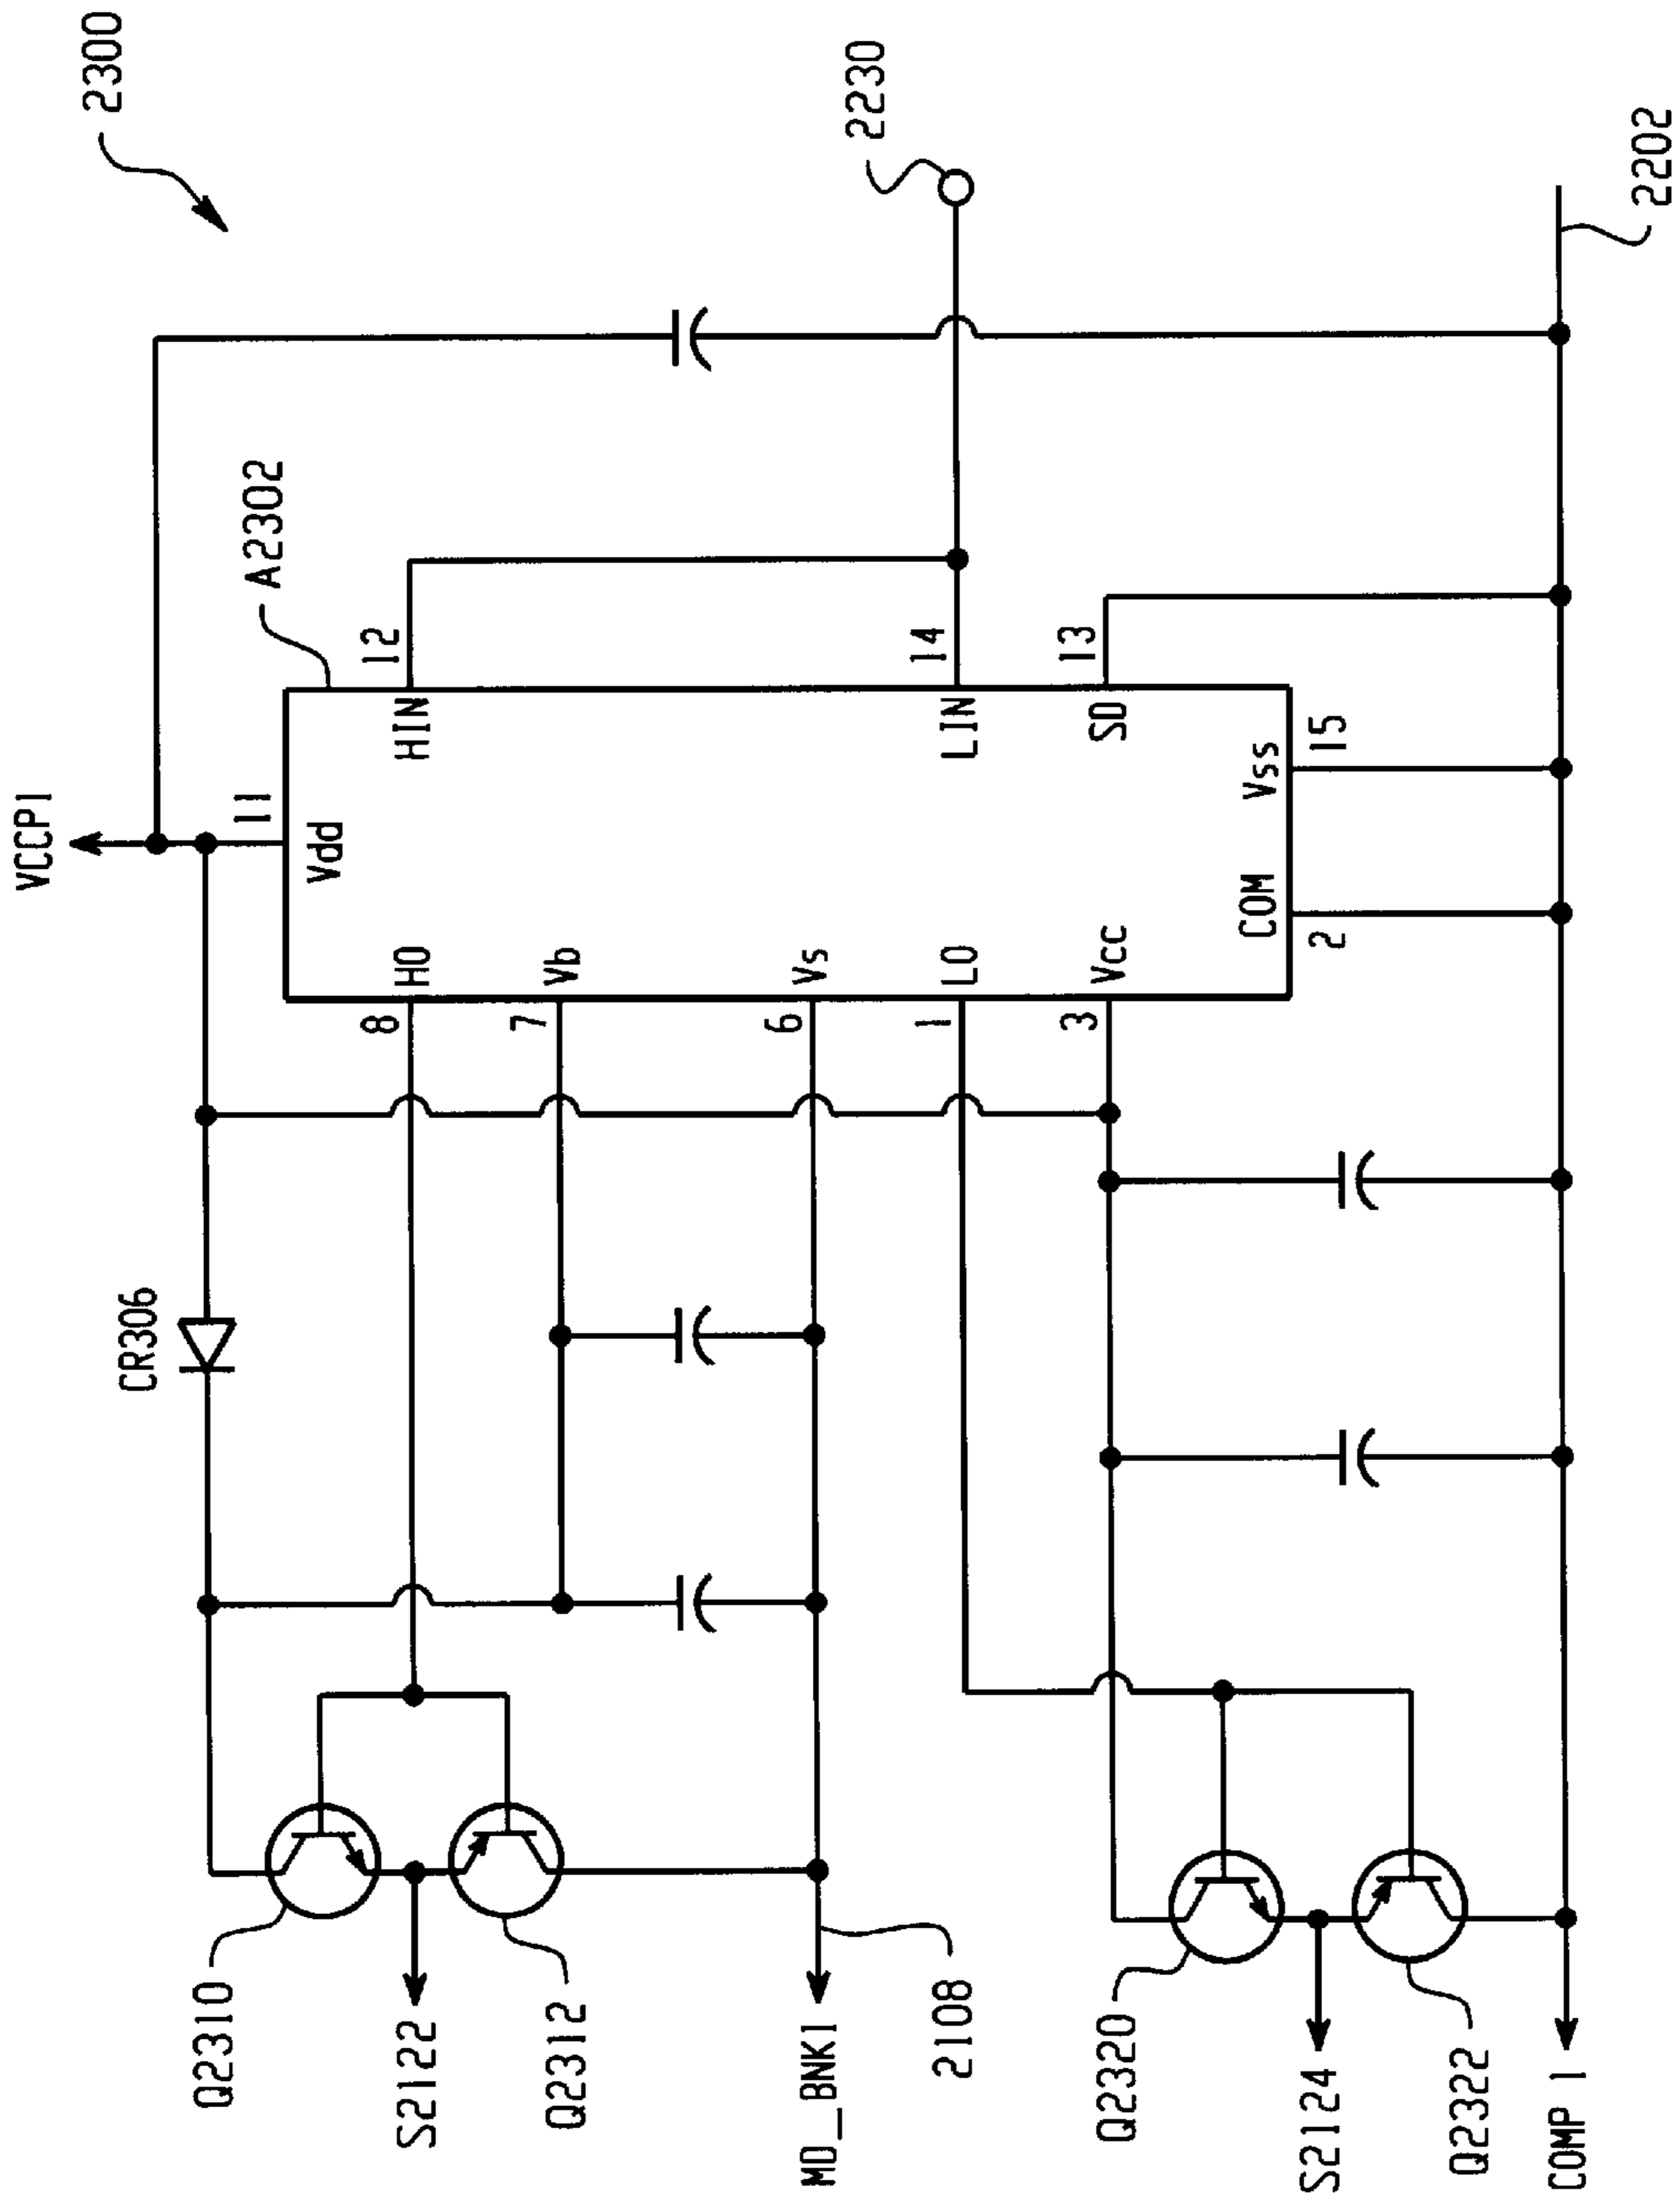 2300
VCCP1
A2302
2230
2202
CR306
11
Vdd
HO
8
Vb
7
Vs
6
LO
1
Vcc
3
HIN
12
LIN
14
SD
13
COM
2
Vss
15
Q2310
S2122
Q2312
MD_BNK1
2108
Q2320
S2124
Q2322
COMP 1